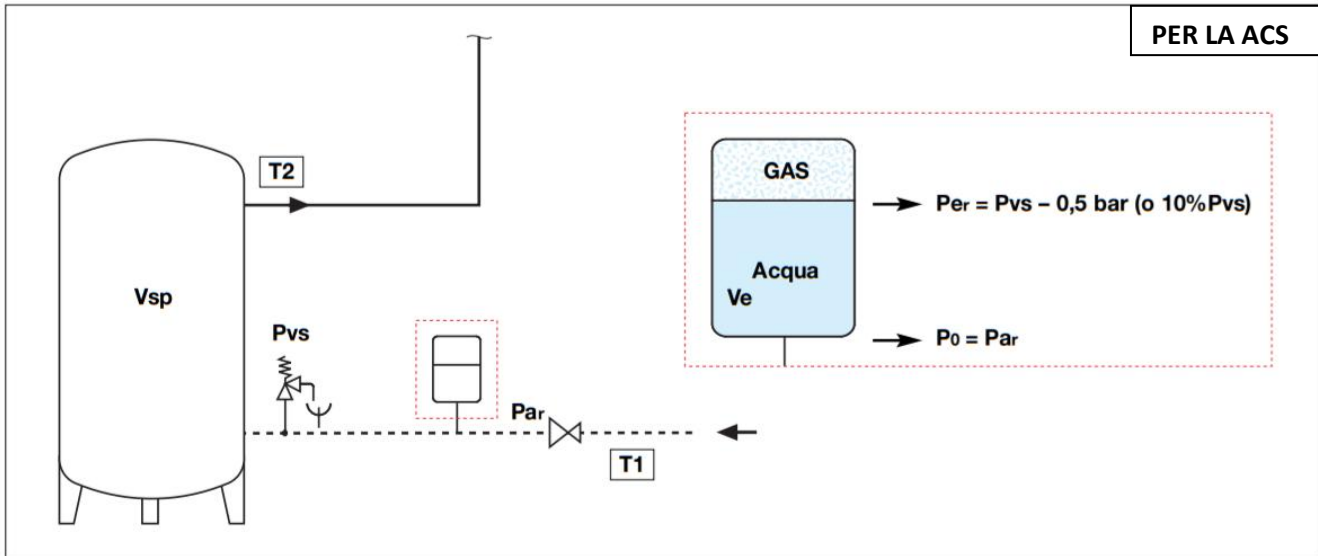 PER LA ACS
T2
GAS
Per = Pvs – 0,5 bar (o 10%Pvs)
Acqua
Ve
Vsp
Pvs
P0 = Par
Par
T1